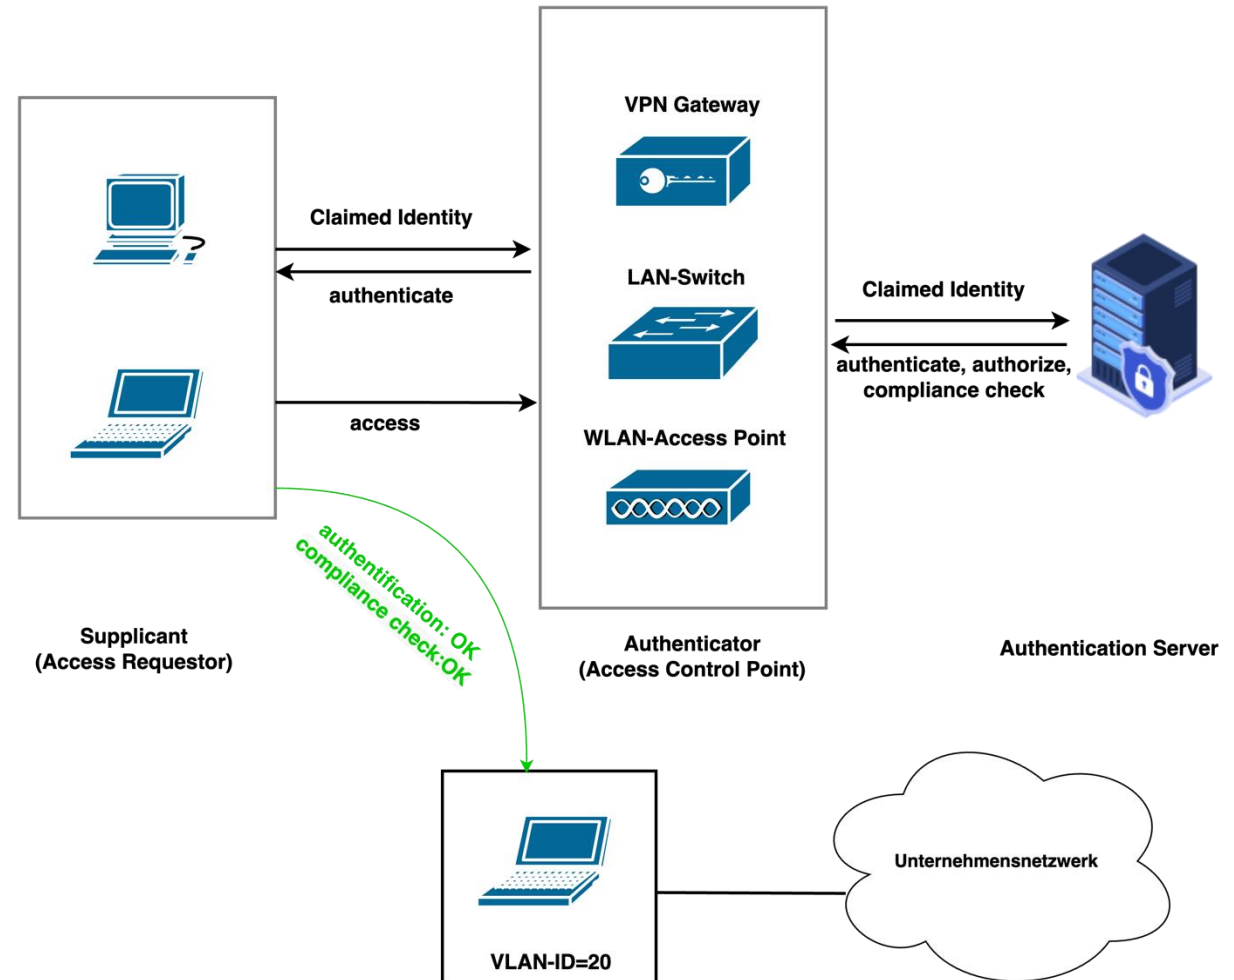 VPN Gateway
Claimed Identity
authenticate
LAN-Switch
Claimed Identity
authenticate, authorize,
compliance check
access
WLAN-Access Point
authentification: OK
compliance check:OK
Supplicant
(Access Requestor)
Authenticator
(Access Control Point)
Authentication Server
Unternehmensnetzwerk
VLAN-ID=20